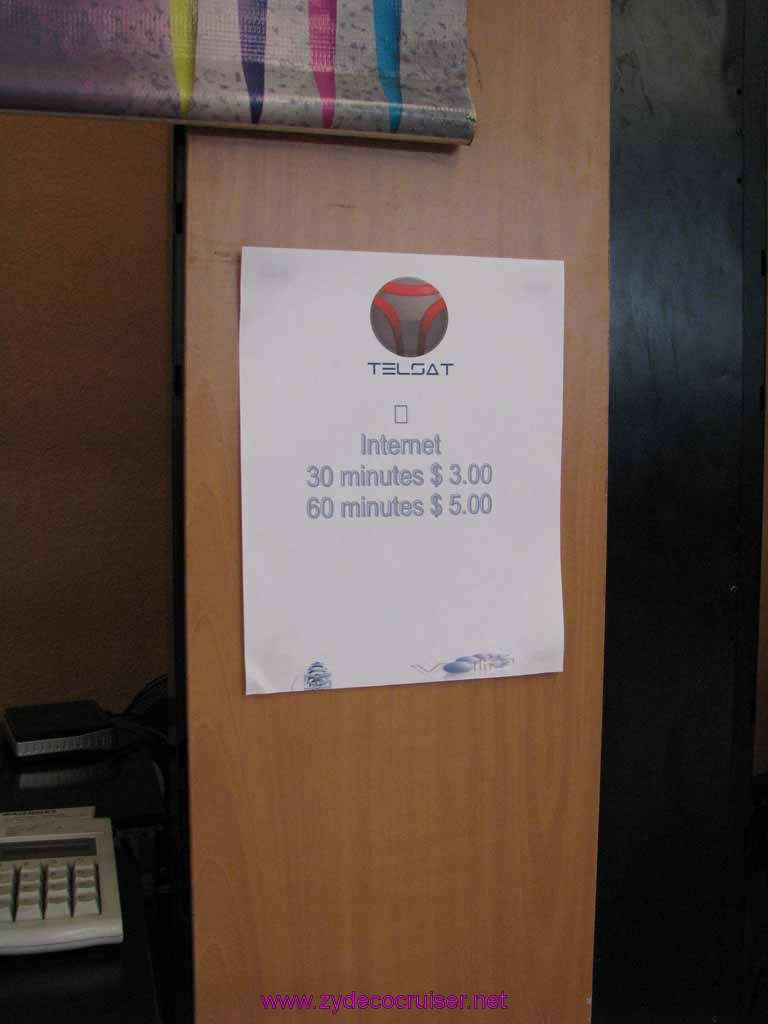 TELSAT
Internet
30 minutes $ 3.00
60 minutes $ 5.00
www.zydecocruiser.net